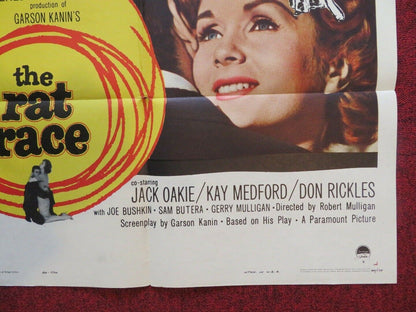 production of
GARSON KANIN'S
the
rat
race
co-starring
JACK OAKIE/KAY MEDFORD/DON RICKLES
with JOE BUSHKIN · SAM BUTERA · GERRY MULLIGAN · Directed by Robert Mulligan
Screenplay by Garson Kanin · Based on His Play · A Paramount Picture